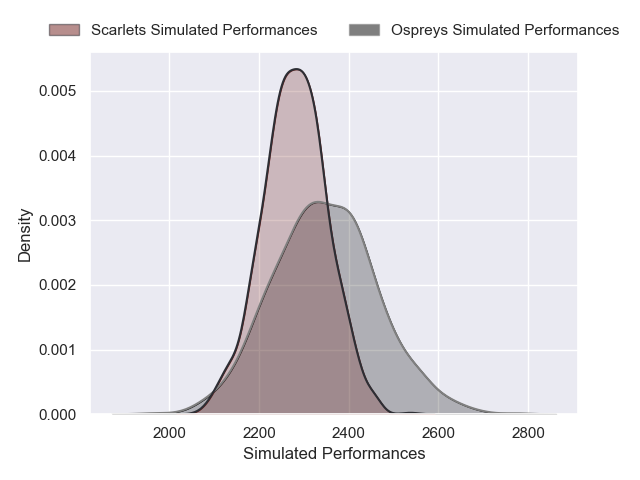 Scarlets Simulated Performances Ospreys Simulated Performances
0.005
0.004
0.003
0.002
0.001
0.000
Density
2000 2200 2400 2600 2800
Simulated Performances